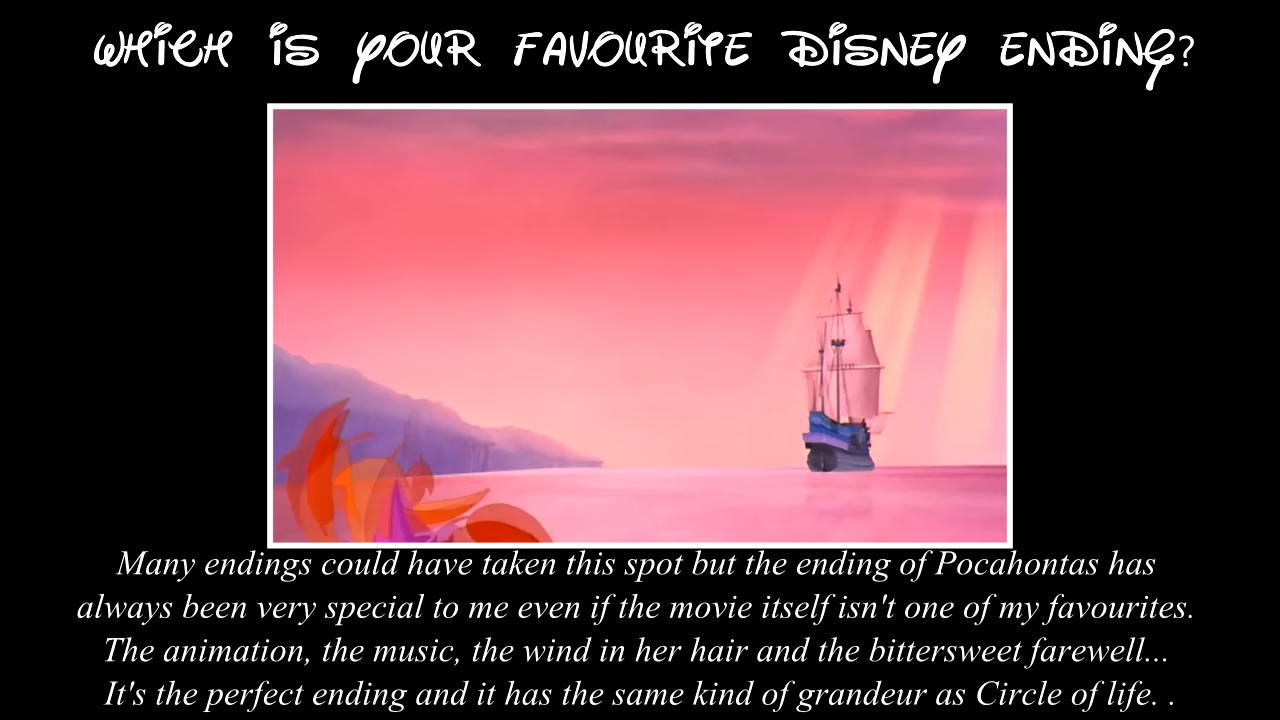 WHICH IS YOUR FAVOURITE DISNEY ENDING?
Many endings could have taken this spot but the ending of Pocahontas has
always been very special to me even if the movie itself isn't one of my favourites.
The animation, the music, the wind in her hair and the bittersweet farewell...
It's the perfect ending and it has the same kind of grandeur as Circle of life. .